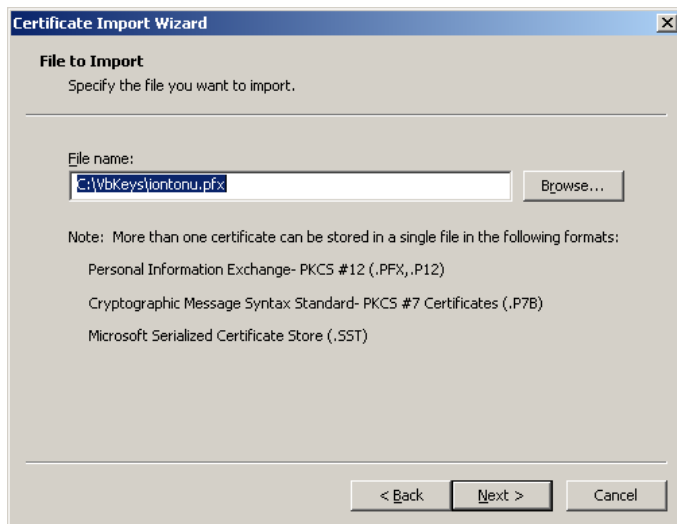 Certificate Import Wizard
File to Import
Specify the file you want to import.
File name:
C:\VbKeys\iontonu.pfx
Browse...
Note: More than one certificate can be stored in a single file in the following formats:
Personal Information Exchange- PKCS #12 (.PFX,.P12)
Cryptographic Message Syntax Standard- PKCS #7 Certificates (.P7B)
Microsoft Serialized Certificate Store (.SST)
< Back
Next >
Cancel